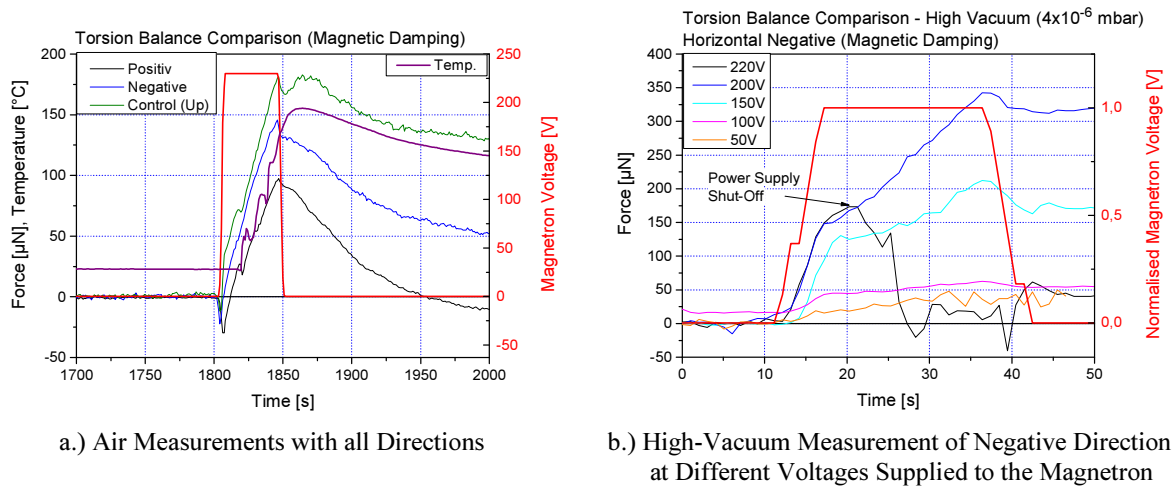 Torsion Balance Comparison (Magnetic Damping)
Positiv
Negative
Control (Up)
Temp.
Force [µN], Temperature [°C]
200
150
100
50
0
-50
1700
1750
1800
1850
1900
1950
2000
Time [s]
250
200
150
100
50
0
-50
Magnetron Voltage [V]
a.) Air Measurements with all Directions
Torsion Balance Comparison - High Vacuum (4x10⁻⁶ mbar)
Horizontal Negative (Magnetic Damping)
220V
200V
150V
100V
50V
Power Supply
Shut-Off
Force [µN]
400
350
300
250
200
150
100
50
0
-50
0
10
20
30
40
50
Time [s]
1,0
0,5
0,0
Normalised Magnetron Voltage [V]
b.) High-Vacuum Measurement of Negative Direction
at Different Voltages Supplied to the Magnetron